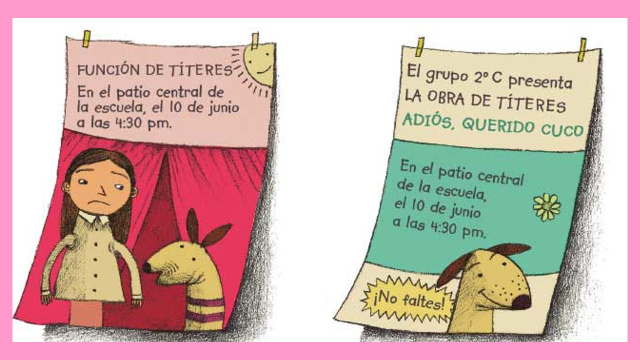 FUNCIÓN DE TÍTERES
En el patio central de
la escuela, el 10 de junio
a las 4:30 pm.
El grupo 2° C presenta
LA OBRA DE TÍTERES
ADIÓS, QUERIDO CUCO
En el patio central
de la escuela,
el 10 de junio
a las 4:30 pm.
¡No faltes!